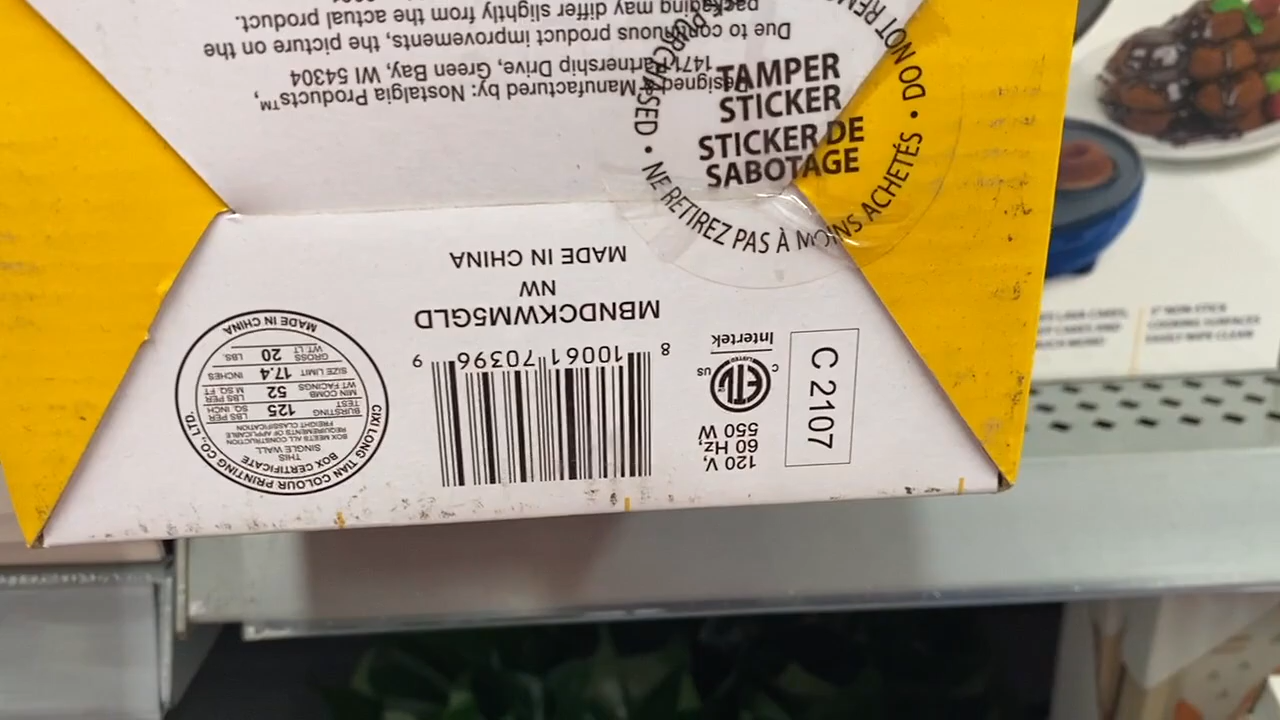 C 2107
120 V,
60 Hz,
550 W
C ETL US
LISTED
Intertek
8 10061 70396 9
MBNDCKWM5GLD
NW
MADE IN CHINA
BOX CERTIFICATE
THIS
SINGLE WALL
BOX MEETS ALL CONSTRUCTION
REQUIREMENTS OF APPLICABLE
FREIGHT CLASSIFICATION
BURSTING TEST 125 LBS PER SQ. INCH
MIN COMB WT FACINGS 52 LBS PER M SQ FT
SIZE LIMIT 17.4 INCHES
GROSS WT LT 20 LBS.
CIXI LONG TIAN COLOUR PRINTING CO., LTD.
MADE IN CHINA
Designed Manufactured by: Nostalgia Products™,
1471 Partnership Drive, Green Bay, WI 54304
Due to continuous product improvements, the picture on the
packaging may differ slightly from the actual product.
TAMPER
STICKER
STICKER DE
SABOTAGE
PURCHASED • NE RETIREZ PAS À MOINS ACHETÉS • DO NOT REM